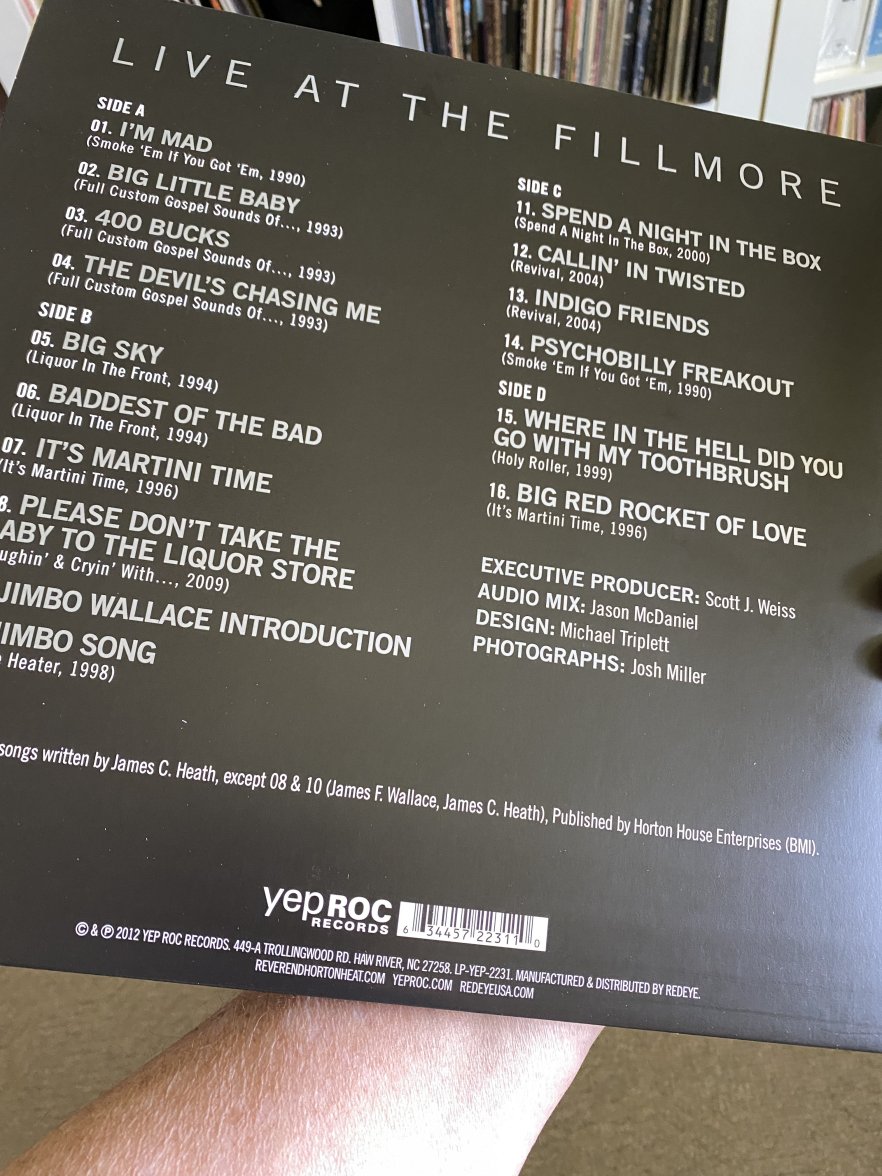 LIVE AT THE FILLMORE
SIDE A
01. I'M MAD
(Smoke 'Em If You Got 'Em, 1990)
02. BIG LITTLE BABY
(Full Custom Gospel Sounds Of..., 1993)
03. 400 BUCKS
(Full Custom Gospel Sounds Of..., 1993)
04. THE DEVIL'S CHASING ME
(Full Custom Gospel Sounds Of..., 1993)
SIDE B
05. BIG SKY
(Liquor In The Front, 1994)
06. BADDEST OF THE BAD
(Liquor In The Front, 1994)
07. IT'S MARTINI TIME
(It's Martini Time, 1996)
8. PLEASE DON'T TAKE THE
ABY TO THE LIQUOR STORE
ughin' & Cryin' With..., 2009)
JIMBO WALLACE INTRODUCTION
JIMBO SONG
Heater, 1998)
SIDE C
11. SPEND A NIGHT IN THE BOX
(Spend A Night In The Box, 2000)
12. CALLIN' IN TWISTED
(Revival, 2004)
13. INDIGO FRIENDS
(Revival, 2004)
14. PSYCHOBILLY FREAKOUT
(Smoke 'Em If You Got 'Em, 1990)
SIDE D
15. WHERE IN THE HELL DID YOU
GO WITH MY TOOTHBRUSH
(Holy Roller, 1999)
16. BIG RED ROCKET OF LOVE
(It's Martini Time, 1996)
EXECUTIVE PRODUCER: Scott J. Weiss
AUDIO MIX: Jason McDaniel
DESIGN: Michael Triplett
PHOTOGRAPHS: Josh Miller
songs written by James C. Heath, except 08 & 10 (James F. Wallace, James C. Heath), Published by Horton House Enterprises (BMI).
yep ROC
RECORDS
6 34457 22311 0
© & ℗ 2012 YEP ROC RECORDS. 449-A TROLLINGWOOD RD. HAW RIVER, NC 27258. LP-YEP-2231. MANUFACTURED & DISTRIBUTED BY REDEYE.
REVERENDHORTONHEAT.COM YEPROC.COM REDEYEUSA.COM